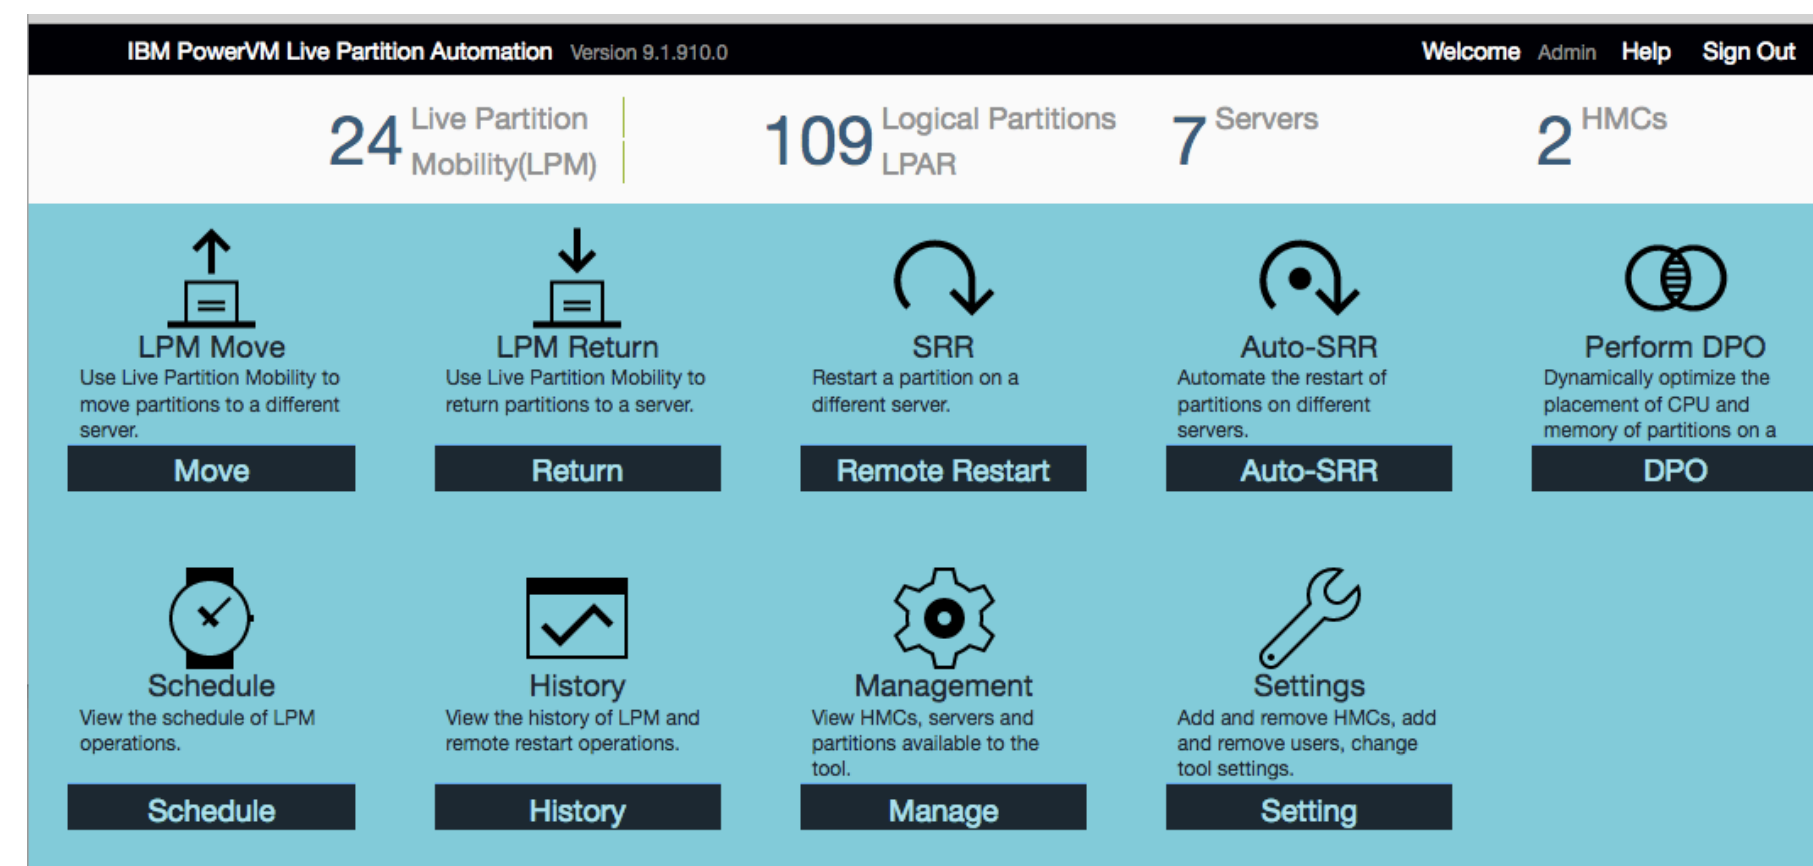 IBM PowerVM Live Partition Automation Version 9.1.910.0 Welcome Admin Help Sign Out
24 Live Partition Mobility(LPM)
109 Logical Partitions LPAR
7 Servers
2 HMCs
LPM Move
Use Live Partition Mobility to
move partitions to a different
server.
Move
LPM Return
Use Live Partition Mobility to
return partitions to a server.
Return
SRR
Restart a partition on a
different server.
Remote Restart
Auto-SRR
Automate the restart of
partitions on different
servers.
Auto-SRR
Perform DPO
Dynamically optimize the
placement of CPU and
memory of partitions on a
DPO
Schedule
View the schedule of LPM
operations.
Schedule
History
View the history of LPM and
remote restart operations.
History
Management
View HMCs, servers and
partitions available to the
tool.
Manage
Settings
Add and remove HMCs, add
and remove users, change
tool settings.
Setting